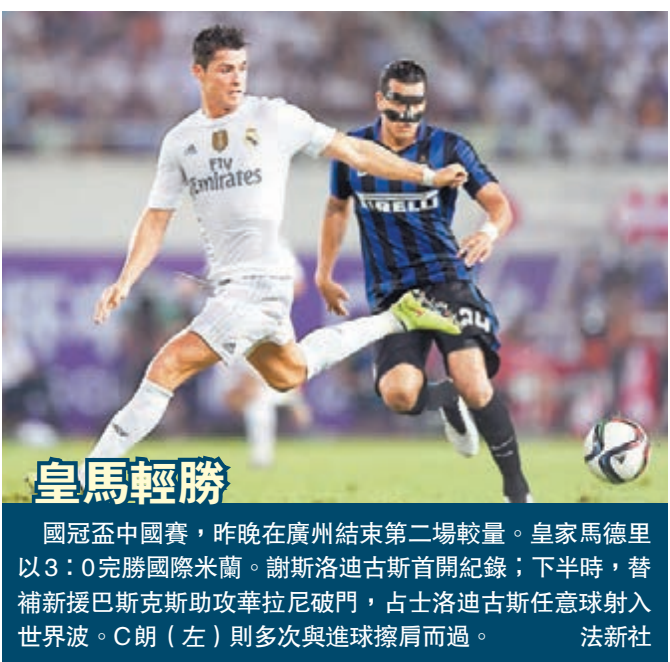 Fly
Emirates
PIRELLI
24
皇馬輕勝
國冠盃中國賽，昨晚在廣州結束第二場較量。皇家馬德里
以3：0完勝國際米蘭。謝斯洛迪古斯首開紀錄；下半時，替
補新援巴斯克斯助攻華拉尼破門，占士洛迪古斯任意球射入
世界波。C朗（左）則多次與進球擦肩而過。 法新社